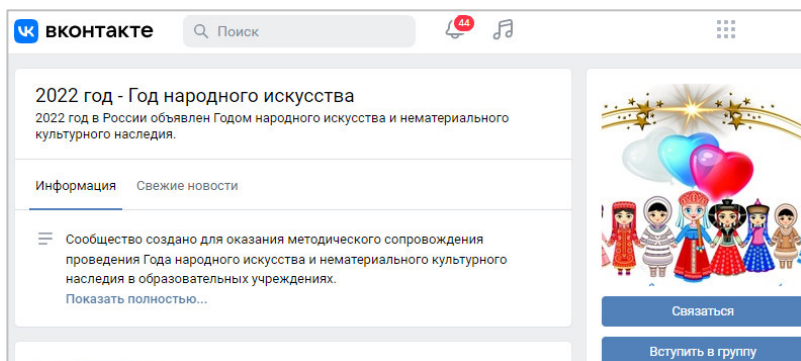 вконтакте
Поиск
44
2022 год - Год народного искусства
2022 год в России объявлен Годом народного искусства и нематериального
культурного наследия.
Информация Свежие новости
Сообщество создано для оказания методического сопровождения
проведения Года народного искусства и нематериального культурного
наследия в образовательных учреждениях.
Показать полностью...
Связаться
Вступить в группу